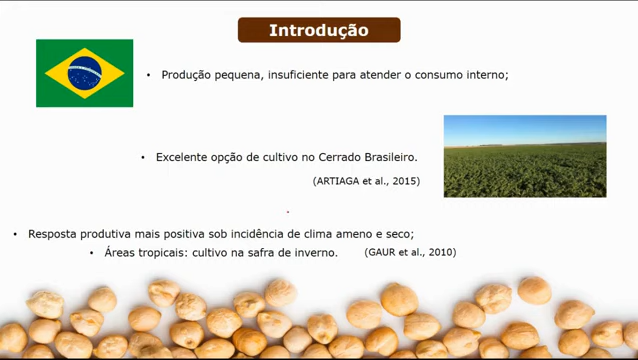 Introdução
• Produção pequena, insuficiente para atender o consumo interno;
• Excelente opção de cultivo no Cerrado Brasileiro.
(ARTIAGA et al., 2015)
• Resposta produtiva mais positiva sob incidência de clima ameno e seco;
• Áreas tropicais: cultivo na safra de inverno. (GAUR et al., 2010)